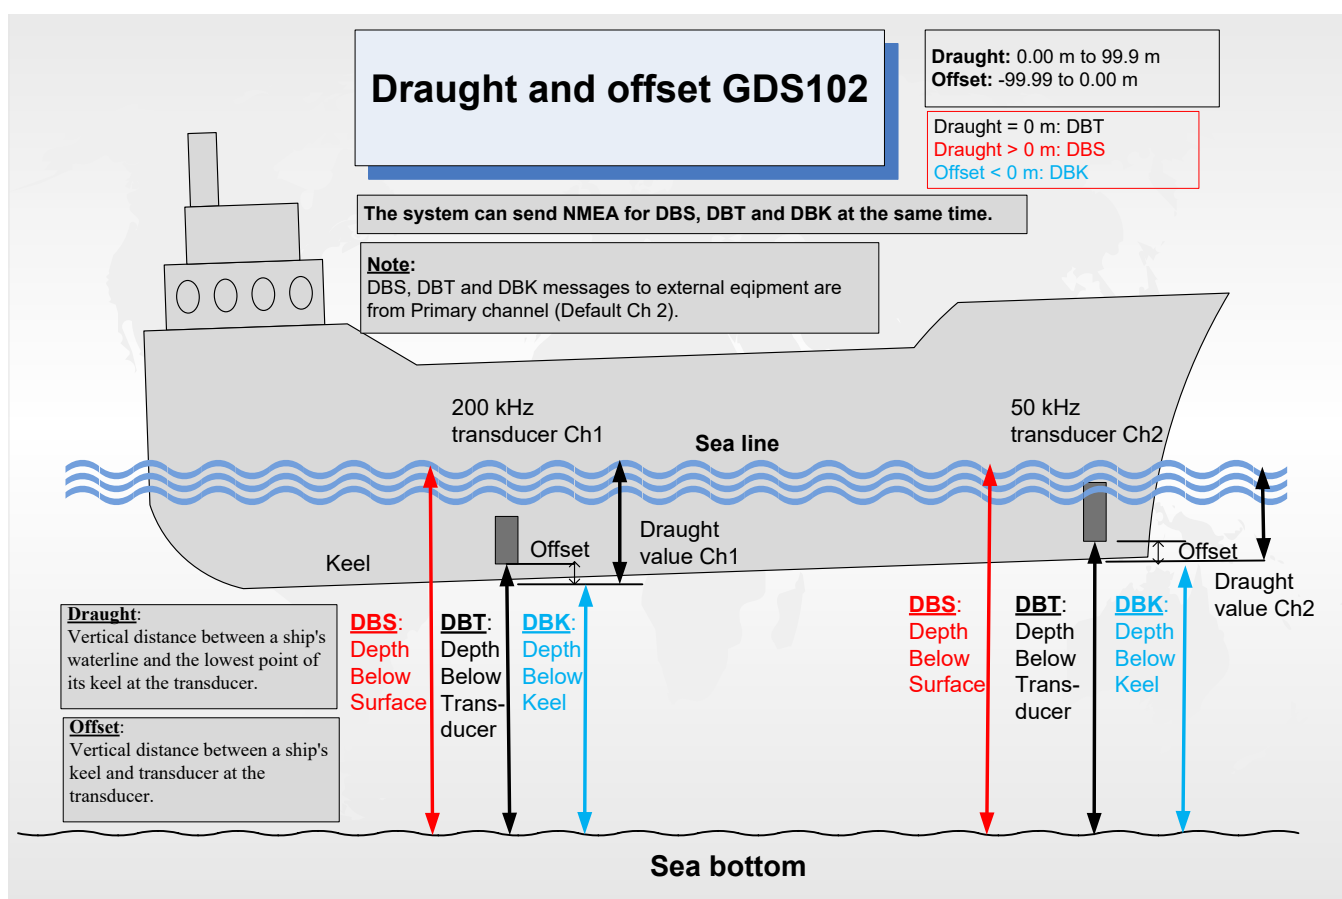 Draught and offset GDS102
Draught: 0.00 m to 99.9 m
Offset: -99.99 to 0.00 m
Draught = 0 m: DBT
Draught > 0 m: DBS
Offset < 0 m: DBK
The system can send NMEA for DBS, DBT and DBK at the same time.
Note:
DBS, DBT and DBK messages to external eqipment are
from Primary channel (Default Ch 2).
200 kHz
transducer Ch1
Sea line
50 kHz
transducer Ch2
Keel
Offset
Draught
value Ch1
Offset
Draught
value Ch2
Draught:
Vertical distance between a ship's
waterline and the lowest point of
its keel at the transducer.
Offset:
Vertical distance between a ship's
keel and transducer at the
transducer.
DBS:
Depth
Below
Surface
DBT:
Depth
Below
Trans-
ducer
DBK:
Depth
Below
Keel
DBS:
Depth
Below
Surface
DBT:
Depth
Below
Trans-
ducer
DBK:
Depth
Below
Keel
Sea bottom